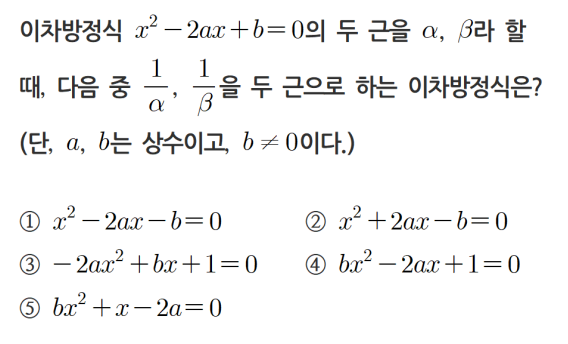 이차방정식 x² − 2ax + b = 0의 두 근을 α, β라 할
때, 다음 중 1/α, 1/β을 두 근으로 하는 이차방정식은?
(단, a, b는 상수이고, b ≠ 0이다.)
① x² − 2ax − b = 0 ② x² + 2ax − b = 0
③ −2ax² + bx + 1 = 0 ④ bx² − 2ax + 1 = 0
⑤ bx² + x − 2a = 0